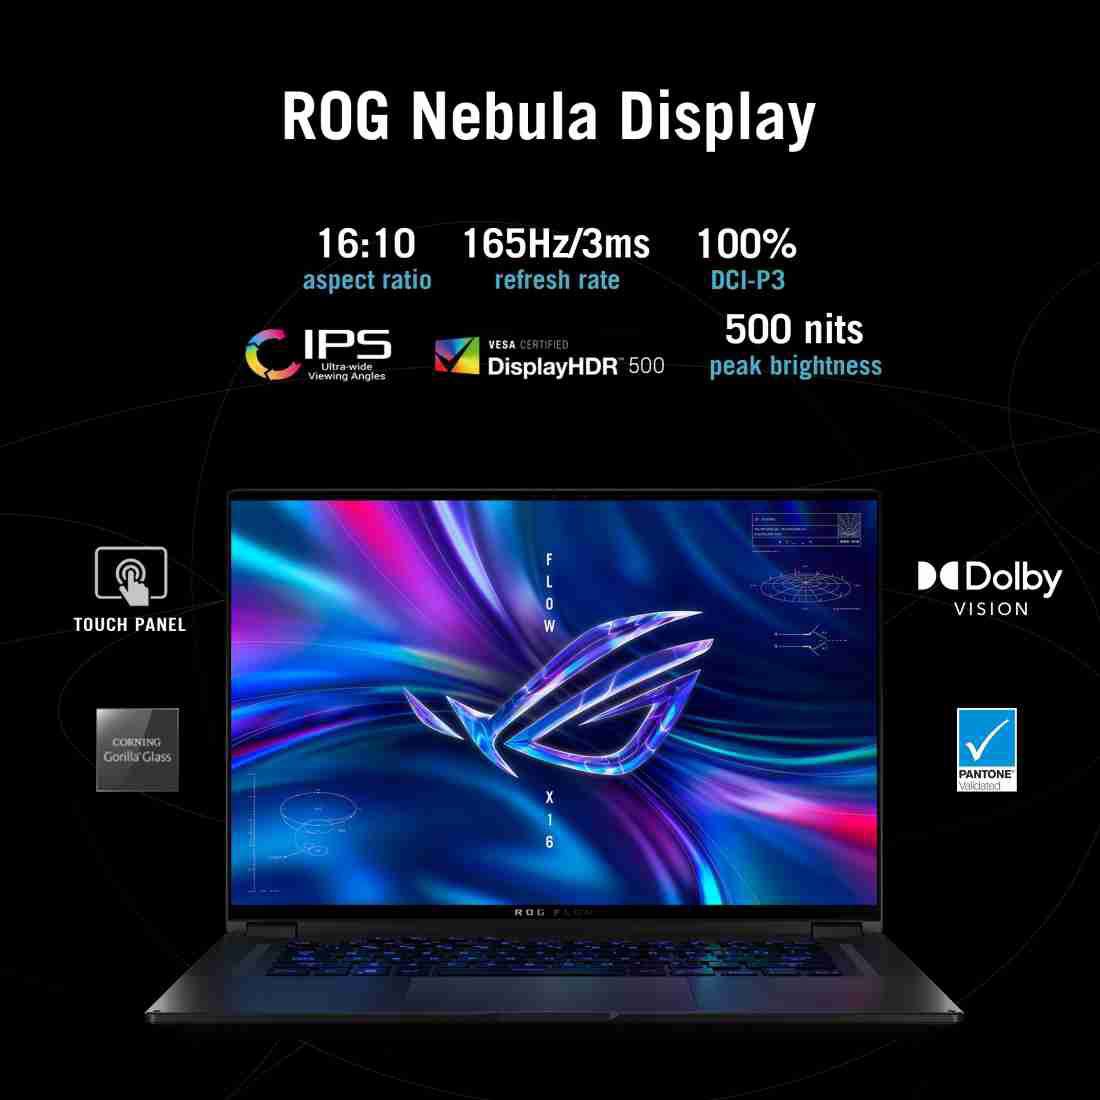 ROG Nebula Display
16:10
aspect ratio
165Hz/3ms
refresh rate
100%
DCI-P3
IPS
Ultra-wide
Viewing Angles
VESA CERTIFIED
DisplayHDR™ 500
500 nits
peak brightness
TOUCH PANEL
CORNING
Gorilla® Glass
Dolby
VISION
PANTONE®
Validated
FLOW
X16
ROG FLOW